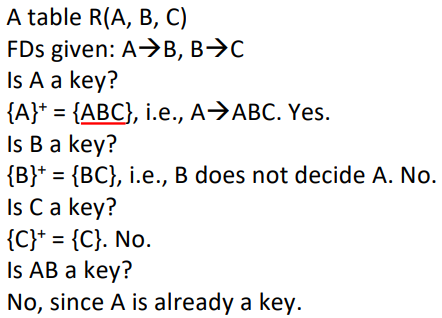 A table R(A, B, C)
FDs given: A→B, B→C
Is A a key?
{A}⁺ = {ABC}, i.e., A→ABC. Yes.
Is B a key?
{B}⁺ = {BC}, i.e., B does not decide A. No.
Is C a key?
{C}⁺ = {C}. No.
Is AB a key?
No, since A is already a key.